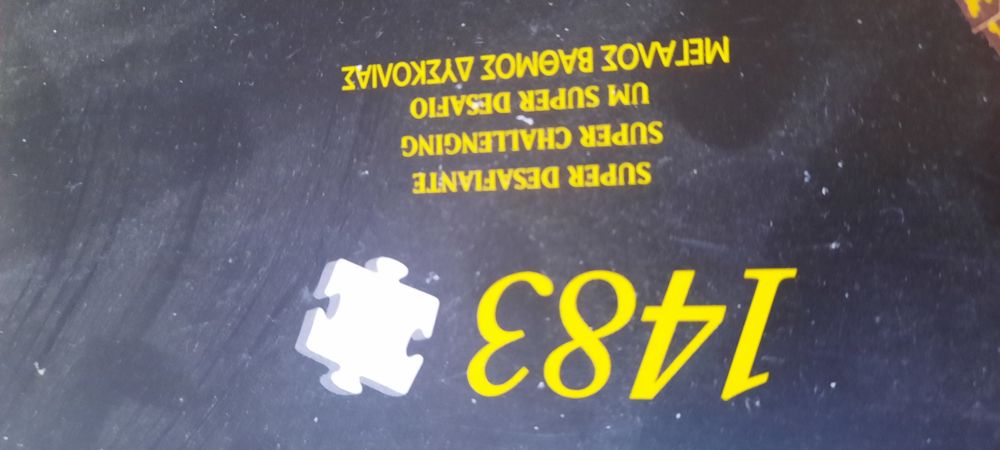 1483
SUPER DESAFIANTE
SUPER CHALLENGING
UM SUPER DESAFIO
ΜΕΓΑΛΟΣ ΒΑΘΜΟΣ ΔΥΣΚΟΛΙΑΣ